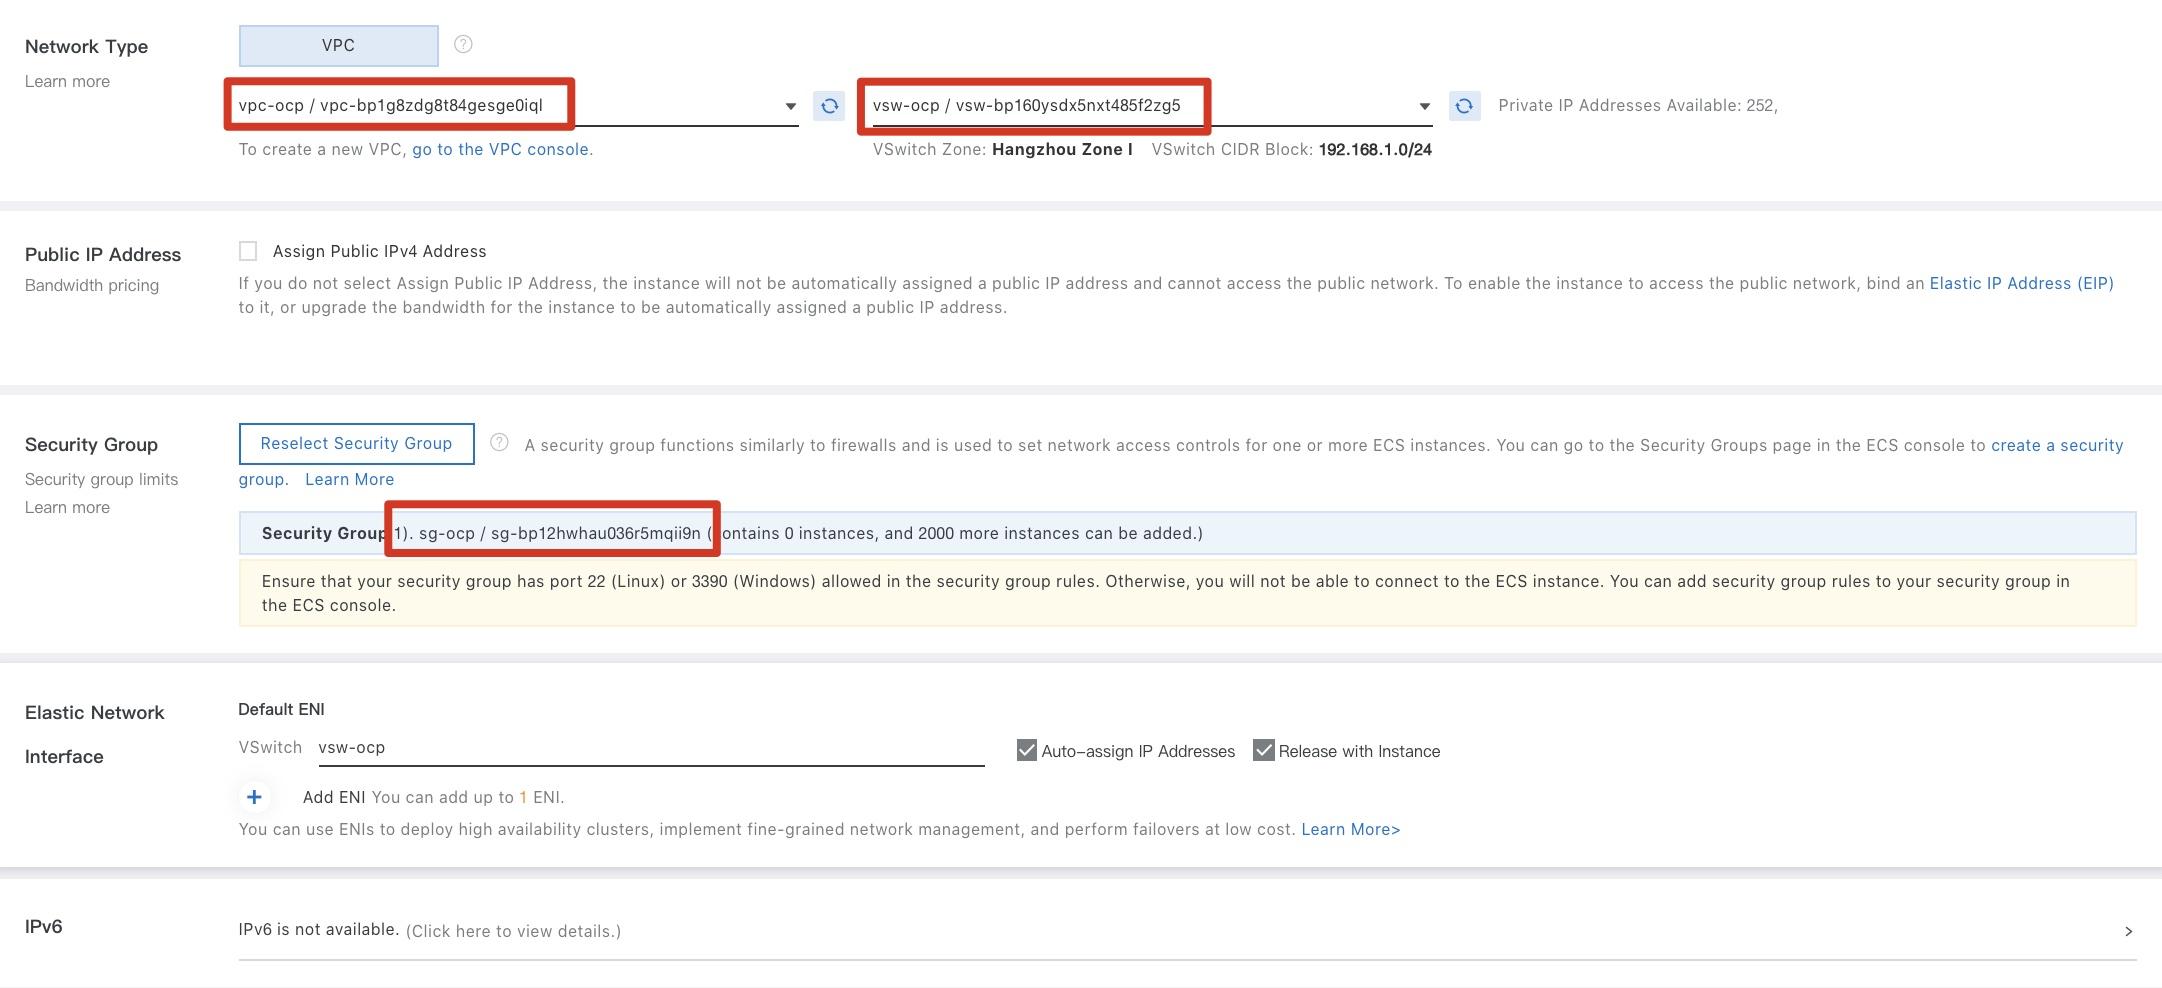 Network Type
VPC
?
Learn more
vpc-ocp / vpc-bp1g8zdg8t84gesge0iql
vsw-ocp / vsw-bp160ysdx5nxt485f2zg5
Private IP Addresses Available: 252,
To create a new VPC, go to the VPC console.
VSwitch Zone: Hangzhou Zone I VSwitch CIDR Block: 192.168.1.0/24
Public IP Address
Assign Public IPv4 Address
Bandwidth pricing
If you do not select Assign Public IP Address, the instance will not be automatically assigned a public IP address and cannot access the public network. To enable the instance to access the public network, bind an Elastic IP Address (EIP)
to it, or upgrade the bandwidth for the instance to be automatically assigned a public IP address.
Security Group
Reselect Security Group
?
A security group functions similarly to firewalls and is used to set network access controls for one or more ECS instances. You can go to the Security Groups page in the ECS console to create a security
group. Learn More
Security group limits
Learn more
Security Group 1). sg-ocp / sg-bp12hwhau036r5mqii9n (contains 0 instances, and 2000 more instances can be added.)
Ensure that your security group has port 22 (Linux) or 3390 (Windows) allowed in the security group rules. Otherwise, you will not be able to connect to the ECS instance. You can add security group rules to your security group in
the ECS console.
Elastic Network
Interface
Default ENI
VSwitch vsw-ocp
Auto-assign IP Addresses
Release with Instance
+ Add ENI You can add up to 1 ENI.
You can use ENIs to deploy high availability clusters, implement fine-grained network management, and perform failovers at low cost. Learn More>
IPv6
IPv6 is not available. (Click here to view details.)